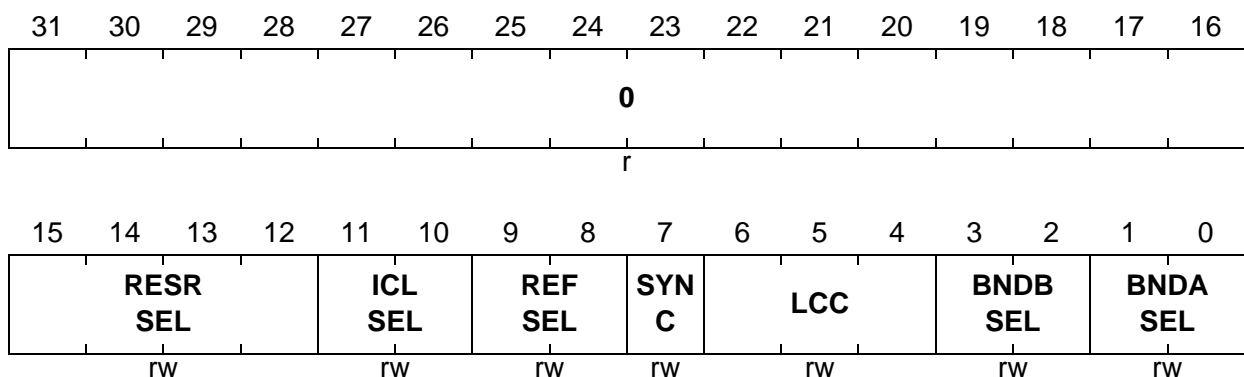 31 30 29 28 27 26 25 24 23 22 21 20 19 18 17 16
0
r
15 14 13 12 11 10 9 8 7 6 5 4 3 2 1 0
RESR ICL REF SYN LCC BNDB BNDA
SEL SEL SEL C SEL SEL
rw rw rw rw rw rw rw